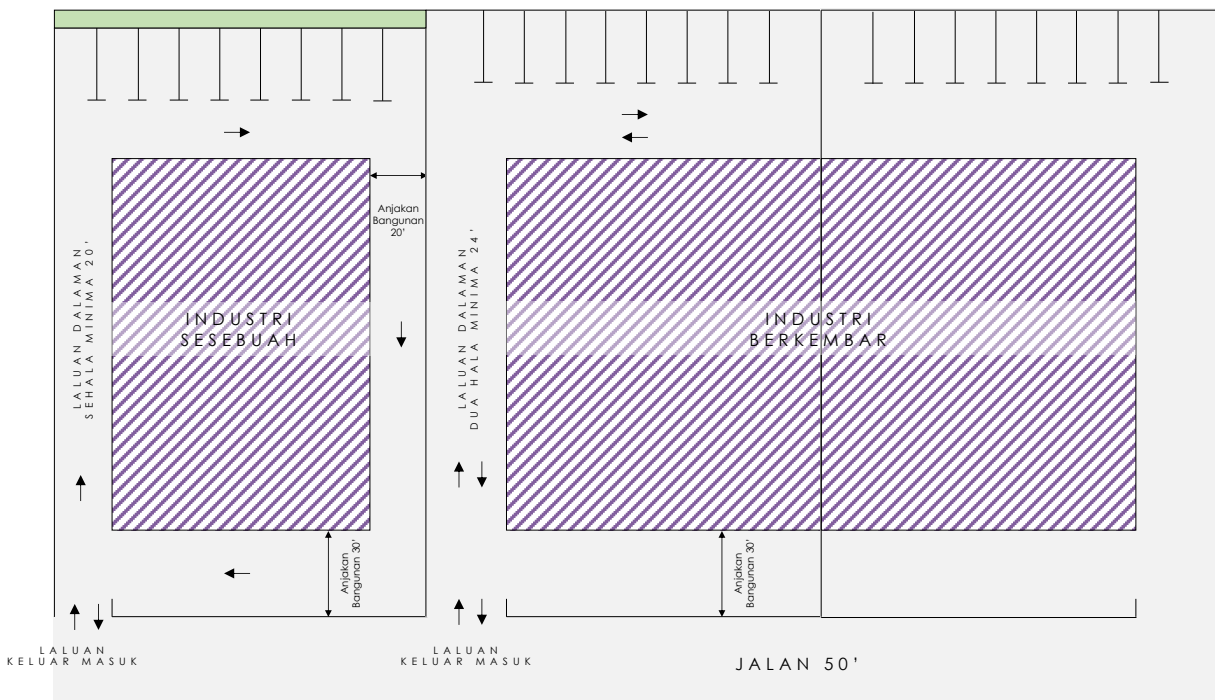 Anjakan
Bangunan
20'
LALUAN DALAMAN
SEHALA MINIMA 20'
INDUSTRI
SESEBUAH
LALUAN DALAMAN
DUA HALA MINIMA 24'
INDUSTRI
BERKEMBAR
Anjakan
Bangunan 30'
Anjakan
Bangunan 30'
LALUAN
KELUAR MASUK
LALUAN
KELUAR MASUK
JALAN 50'